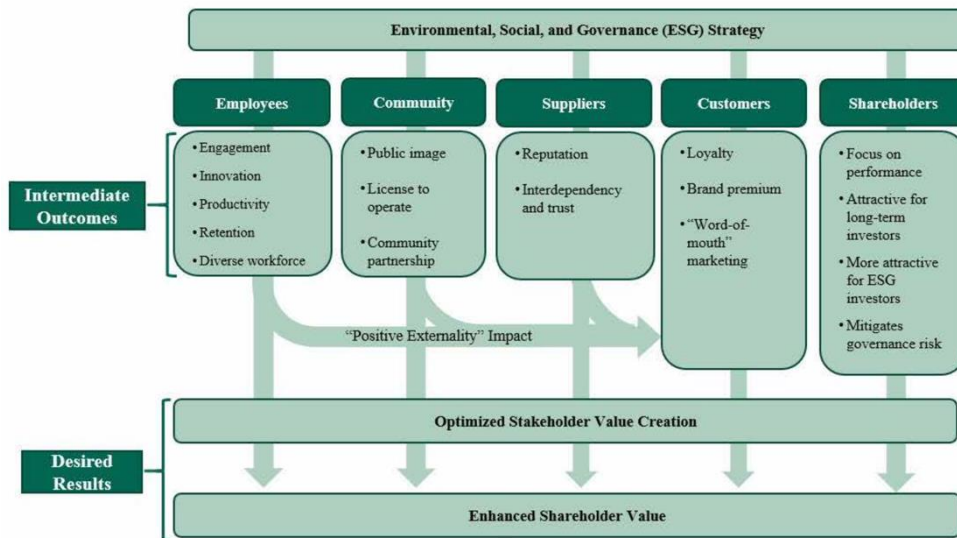 Environmental, Social, and Governance (ESG) Strategy
Employees
Community
Suppliers
Customers
Shareholders
Intermediate
Outcomes
• Engagement
• Innovation
• Productivity
• Retention
• Diverse workforce
• Public image
• License to
operate
• Community
partnership
• Reputation
• Interdependency
and trust
• Loyalty
• Brand premium
• “Word-of-
mouth”
marketing
• Focus on
performance
• Attractive for
long-term
investors
• More attractive
for ESG
investors
• Mitigates
governance risk
“Positive Externality” Impact
Desired
Results
Optimized Stakeholder Value Creation
Enhanced Shareholder Value